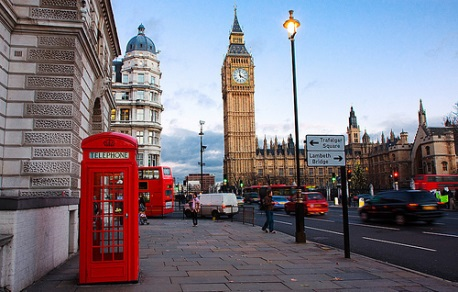 TELEPHONE
Trafalgar
Square
Lambeth
Bridge